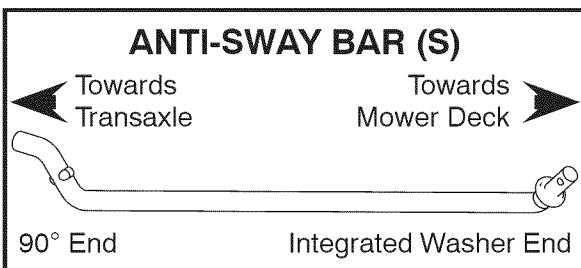 ANTI-SWAY BAR (S)
Towards Towards
Transaxle Mower Deck
90° End Integrated Washer End